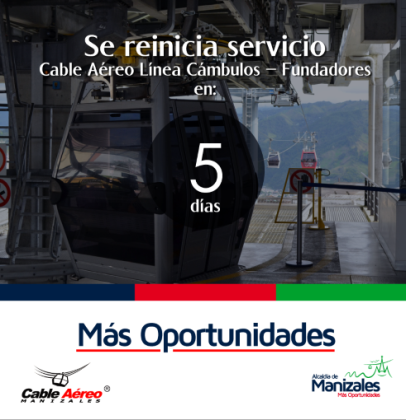 Se reinicia servicio
Cable Aéreo Línea Cámbulos – Fundadores
en:
5
días
Más Oportunidades
Cable Aéreo ®
MANIZALES
Alcaldía de
Manizales
Más Oportunidades